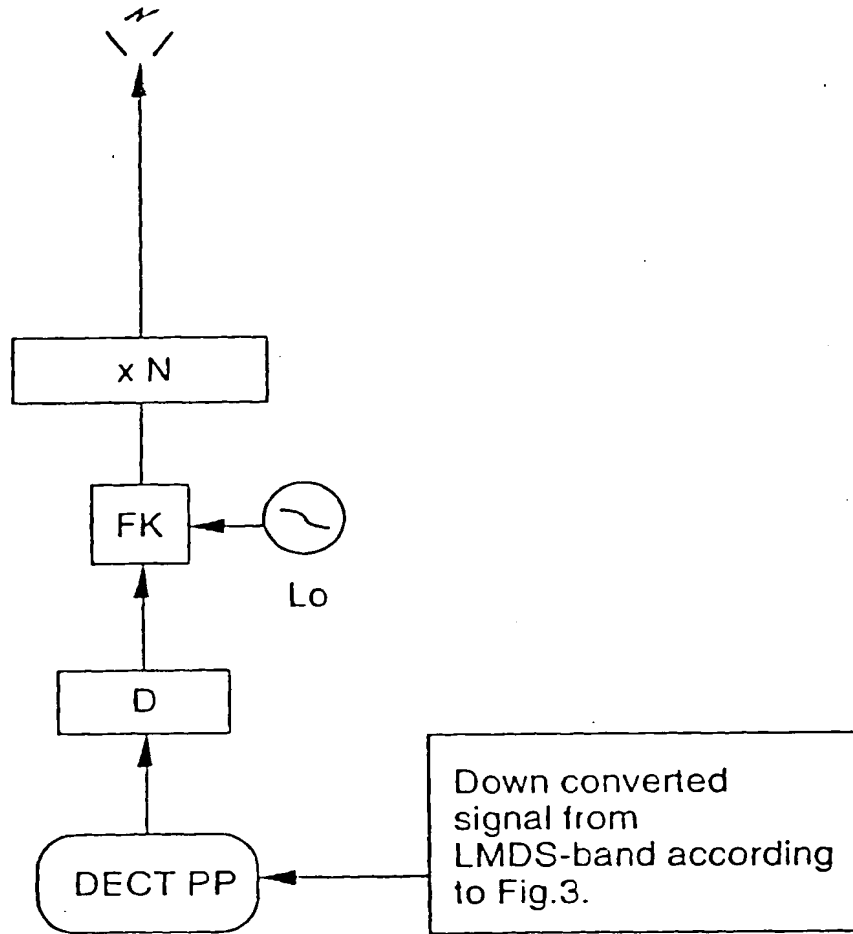 x N
FK
Lo
D
DECT PP
Down converted
signal from
LMDS-band according
to Fig.3.